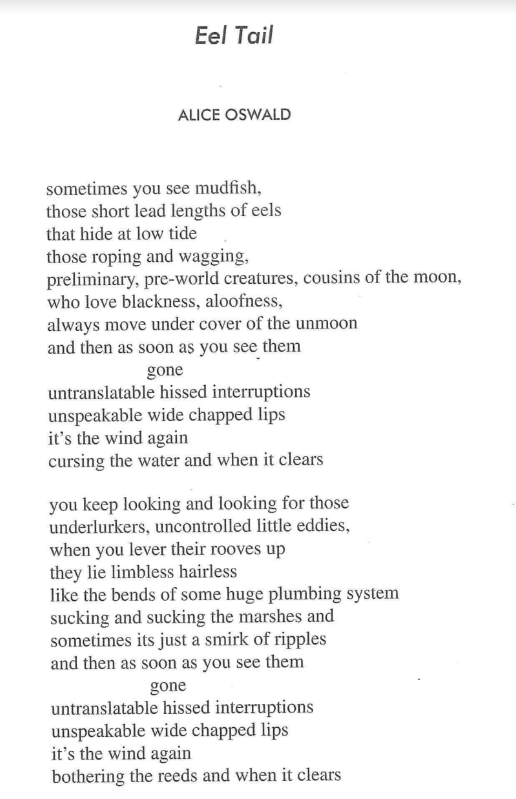 Eel Tail
ALICE OSWALD
sometimes you see mudfish,
those short lead lengths of eels
that hide at low tide
those roping and wagging,
preliminary, pre-world creatures, cousins of the moon,
who love blackness, aloofness,
always move under cover of the unmoon
and then as soon as you see them
gone
untranslatable hissed interruptions
unspeakable wide chapped lips
it's the wind again
cursing the water and when it clears
you keep looking and looking for those
underlurkers, uncontrolled little eddies,
when you lever their rooves up
they lie limbless hairless
like the bends of some huge plumbing system
sucking and sucking the marshes and
sometimes its just a smirk of ripples
and then as soon as you see them
gone
untranslatable hissed interruptions
unspeakable wide chapped lips
it's the wind again
bothering the reeds and when it clears